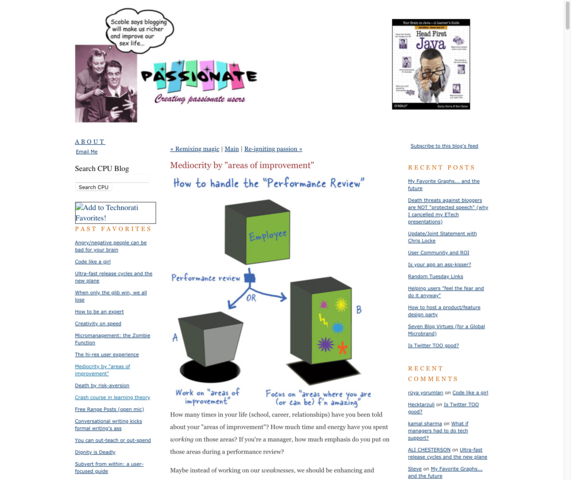 Scoble says blogging
will make us richer
and improve our
sex life...
PASSIONATE
Creating passionate users
Head First
Java
ABOUT
Email Me
Search CPU Blog
Search CPU
Add to Technorati
Favorites!
PAST FAVORITES
Angry/negative people can
be bad for your brain
Code like a girl
Ultra-fast release cycles and the
new plane
When only the glib win, we all
lose
How to be an expert
Creativity on speed
Micromanagement: the Zombie
Function
The hi-res user experience
Mediocrity by "areas of
improvement"
Death by risk-aversion
Crash course in learning theory
Free Range Posts (open mic)
Conversational writing kicks
formal writing's ass
You can out-teach or out-spend
Dignity is Deadly
Subvert from within: a user-
focused guide
« Remixing magic | Main | Re-igniting passion »
Mediocrity by "areas of improvement"
How to handle the "Performance Review"
Employee
Performance review
OR
A
B
Work on "areas of
improvement"
Focus on "areas where you are
(or can be) f'n amazing"
How many times in your life (school, career, relationships) have you been told
about your "areas of improvement"? How much time and energy have you spent
working on those areas? If you're a manager, how much emphasis do you put on
those areas during a performance review?
Maybe instead of working on our weaknesses, we should be enhancing and
Subscribe to this blog's feed
RECENT POSTS
My Favorite Graphs... and the
future
Death threats against bloggers
are NOT "protected speech" (why
I cancelled my ETech
presentations)
Update/Joint Statement with
Chris Locke
User Community and ROI
Is your app an ass-kisser?
Random Tuesday Links
Helping users "feel the fear and
do it anyway"
How to host a product/feature
design party
Seven Blog Virtues (for a Global
Microbrand)
Is Twitter TOO good?
RECENT
COMMENTS
riiya yorumları on Code like a girl
Hecktarzuli on Is Twitter TOO
good?
kamal sharma on What if
managers had to do tech
support?
ALI CHESTERSON on Ultra-fast
release cycles and the new plane
Steve on My Favorite Graphs...
and the future